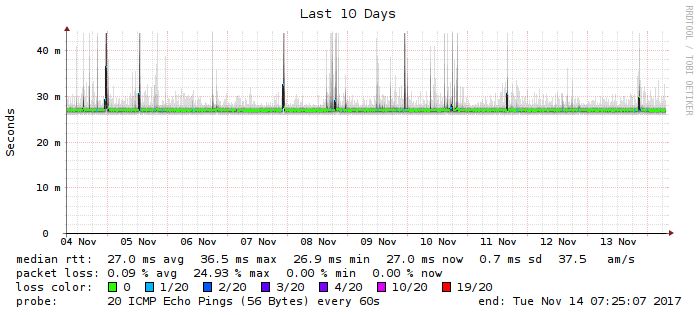 Last 10 Days
RRDTOOL / TOBI OETIKER
Seconds
40 m
30 m
20 m
10 m
0
04 Nov 05 Nov 06 Nov 07 Nov 08 Nov 09 Nov 10 Nov 11 Nov 12 Nov 13 Nov
median rtt: 27.0 ms avg 36.5 ms max 26.9 ms min 27.0 ms now 0.7 ms sd 37.5 am/s
packet loss: 0.09 % avg 24.93 % max 0.00 % min 0.00 % now
loss color: 0 1/20 2/20 3/20 4/20 10/20 19/20
probe: 20 ICMP Echo Pings (56 Bytes) every 60s end: Tue Nov 14 07:25:07 2017